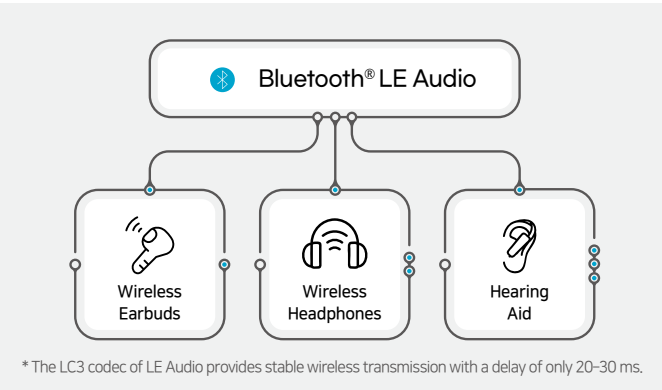 Bluetooth® LE Audio
Wireless
Earbuds
Wireless
Headphones
Hearing
Aid
* The LC3 codec of LE Audio provides stable wireless transmission with a delay of only 20-30 ms.